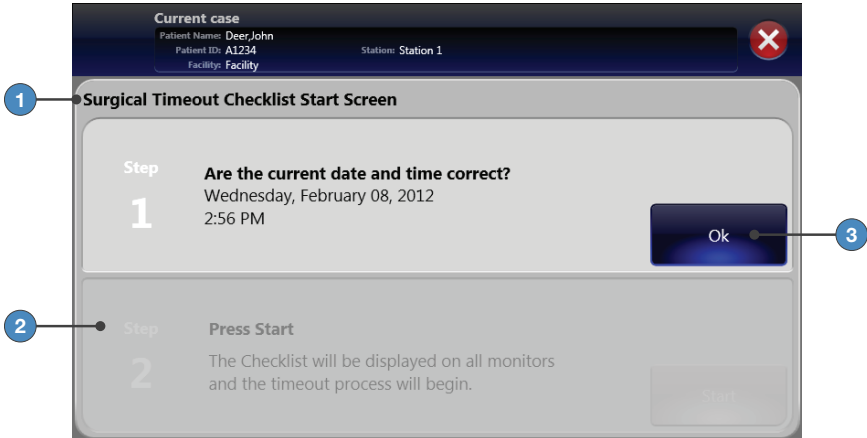 Current case
Patient Name: Deer,John
Patient ID: A1234 Station: Station 1
Facility: Facility
1
Surgical Timeout Checklist Start Screen
Step
1
Are the current date and time correct?
Wednesday, February 08, 2012
2:56 PM
Ok
3
2
Step
2
Press Start
The Checklist will be displayed on all monitors
and the timeout process will begin.
Start